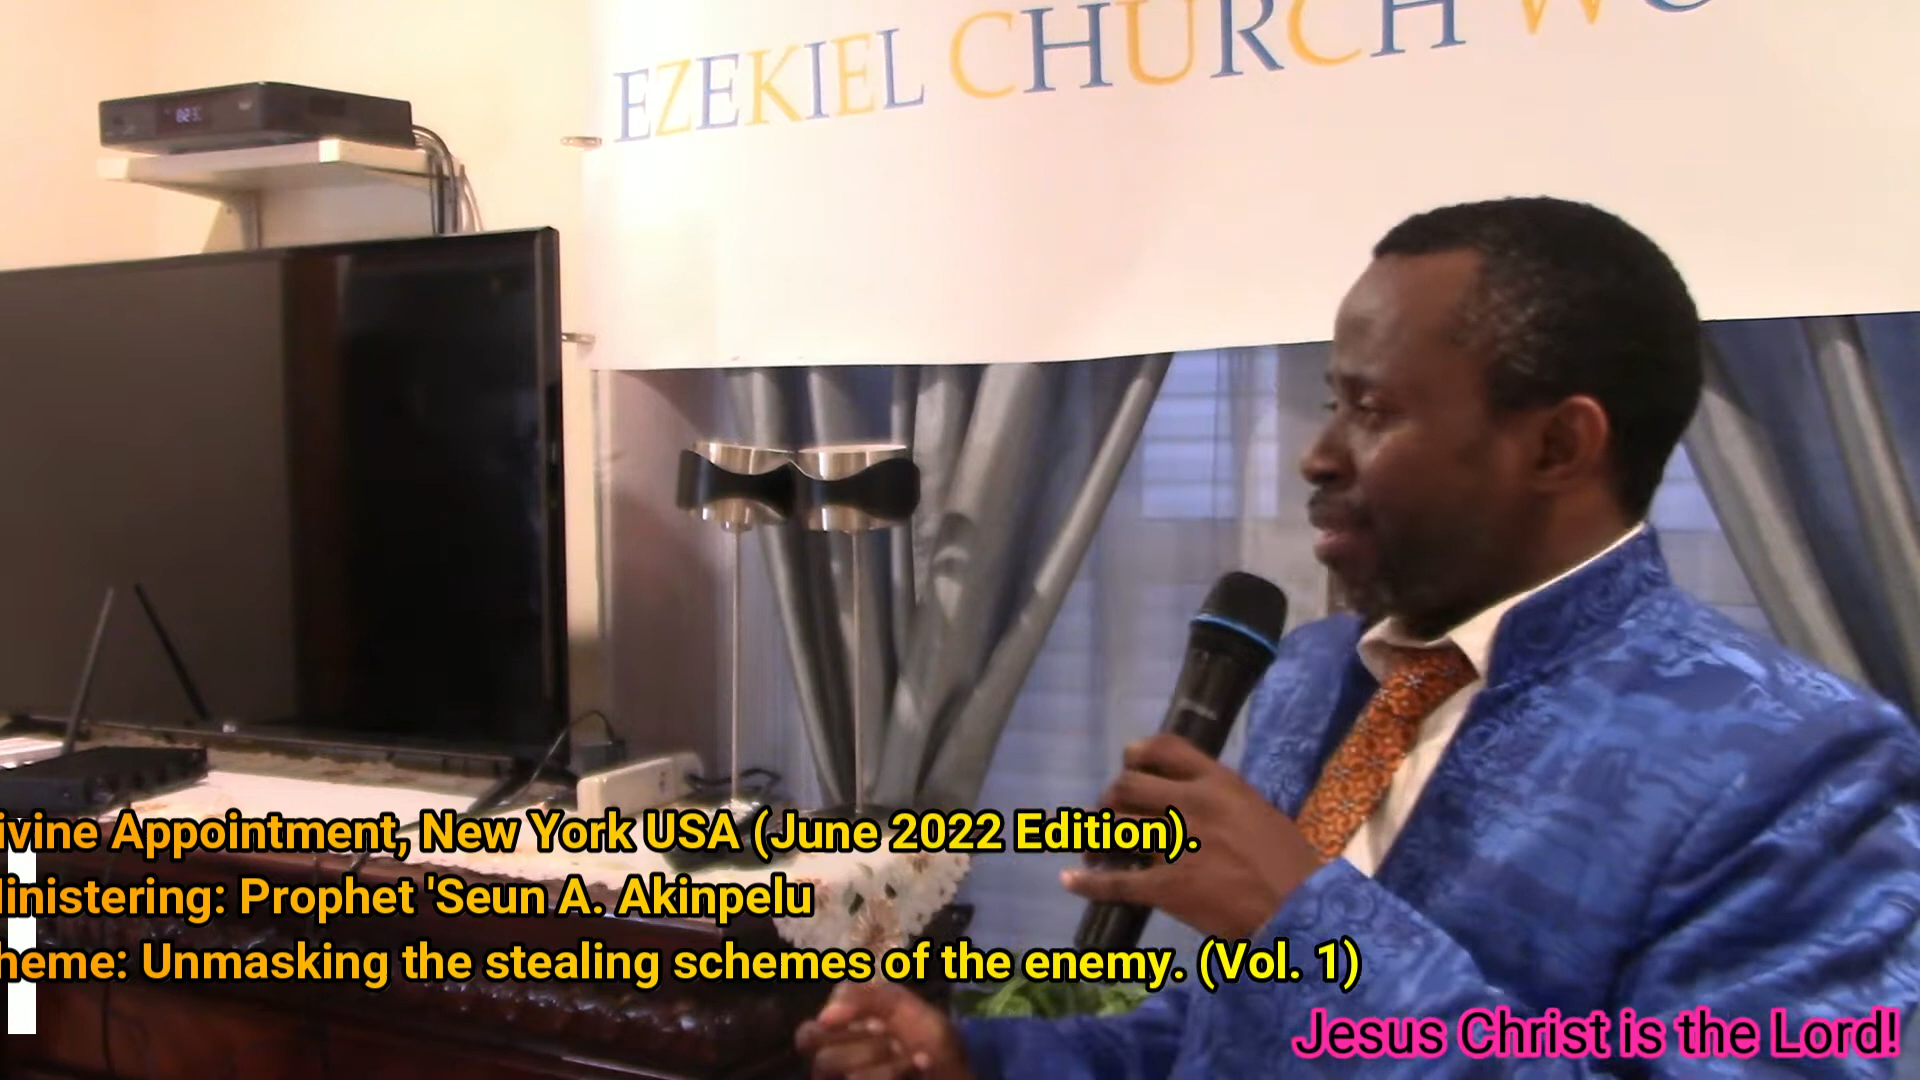 EZEKIEL CHURCH
ivine Appointment, New York USA (June 2022 Edition).
inistering: Prophet 'Seun A. Akinpelu
heme: Unmasking the stealing schemes of the enemy. (Vol. 1)
Jesus Christ is the Lord!